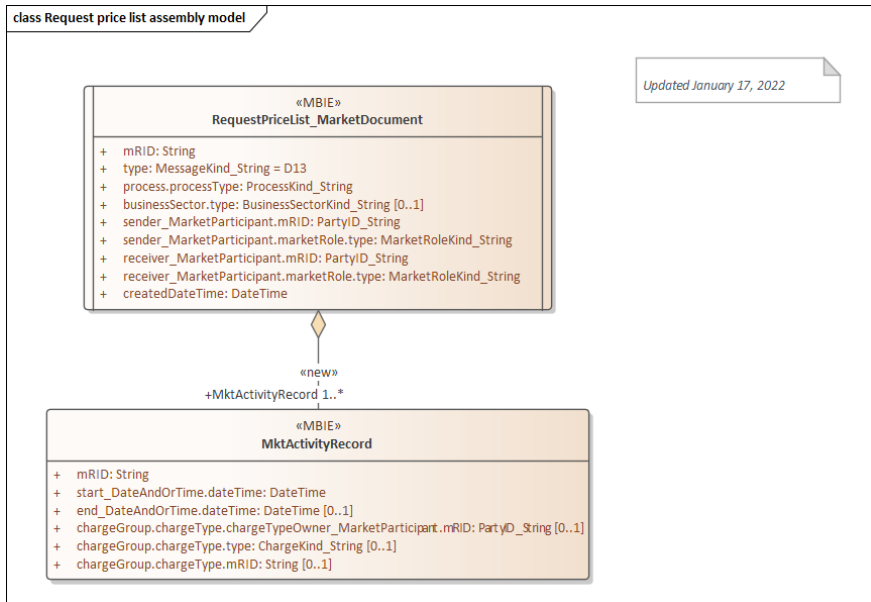 class Request price list assembly model
Updated January 17, 2022
«MBIE»
RequestPriceList_MarketDocument
+ mRID: String
+ type: MessageKind_String = D13
+ process.processType: ProcessKind_String
+ businessSector.type: BusinessSectorKind_String [0..1]
+ sender_MarketParticipant.mRID: PartyID_String
+ sender_MarketParticipant.marketRole.type: MarketRoleKind_String
+ receiver_MarketParticipant.mRID: PartyID_String
+ receiver_MarketParticipant.marketRole.type: MarketRoleKind_String
+ createdDateTime: DateTime
«new»
+MktActivityRecord 1..*
«MBIE»
MktActivityRecord
+ mRID: String
+ start_DateAndOrTime.dateTime: DateTime
+ end_DateAndOrTime.dateTime: DateTime [0..1]
+ chargeGroup.chargeType.chargeTypeOwner_MarketParticipant.mRID: PartyID_String [0..1]
+ chargeGroup.chargeType.type: ChargeKind_String [0..1]
+ chargeGroup.chargeType.mRID: String [0..1]